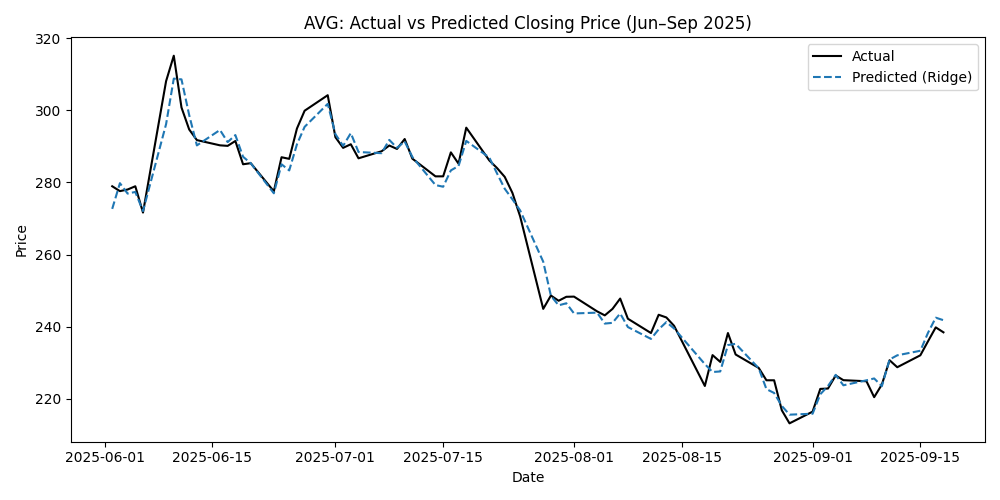 AVG: Actual vs Predicted Closing Price (Jun–Sep 2025)
Actual
Predicted (Ridge)
Price
320
300
280
260
240
220
2025-06-01
2025-06-15
2025-07-01
2025-07-15
2025-08-01
2025-08-15
2025-09-01
2025-09-15
Date